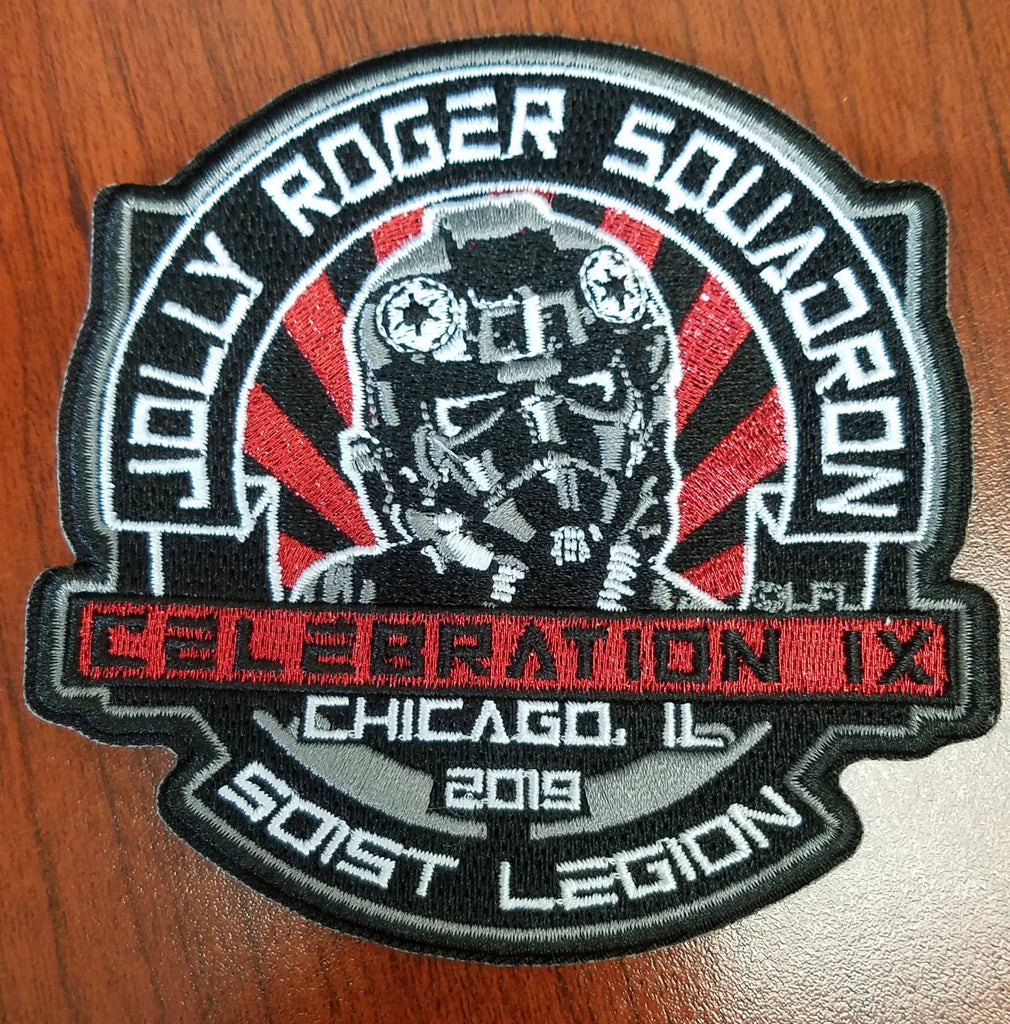 JOLLY ROGER SQUADRON
CELEBRATION IX
CHICAGO, IL
2019
501ST LEGION